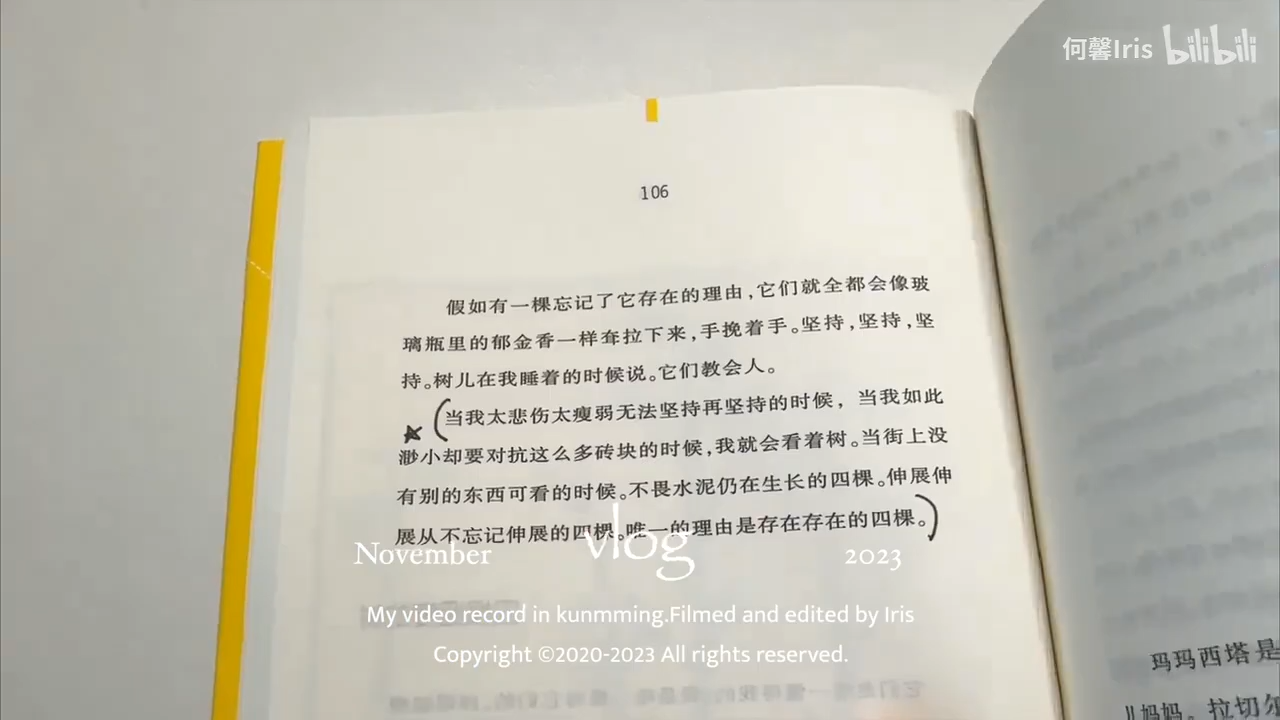 何馨Iris bilibili
106
假如有一棵忘记了它存在的理由,它们就全都会像玻
璃瓶里的郁金香一样耷拉下来,手挽着手。坚持,坚持,坚
持。树儿在我睡着的时候说。它们教会人。
当我太悲伤太瘦弱无法坚持再坚持的时候，当我如此
渺小却要对抗这么多砖块的时候,我就会看着树。当街上没
有别的东西可看的时候。不畏水泥仍在生长的四棵。伸展伸
展从不忘记伸展的四棵。唯一的理由是存在存在的四棵。
November vlog 2023
My video record in kunmming.Filmed and edited by Iris
Copyright ©2020-2023 All rights reserved.
玛玛西塔是
妈妈。拉切尔